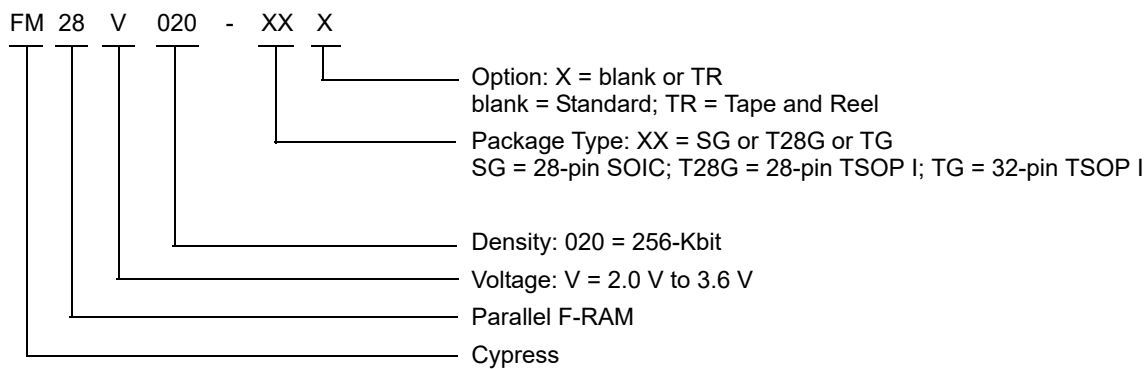 FM 28 V 020 - XX X
Option: X = blank or TR
blank = Standard; TR = Tape and Reel
Package Type: XX = SG or T28G or TG
SG = 28-pin SOIC; T28G = 28-pin TSOP I; TG = 32-pin TSOP I
Density: 020 = 256-Kbit
Voltage: V = 2.0 V to 3.6 V
Parallel F-RAM
Cypress